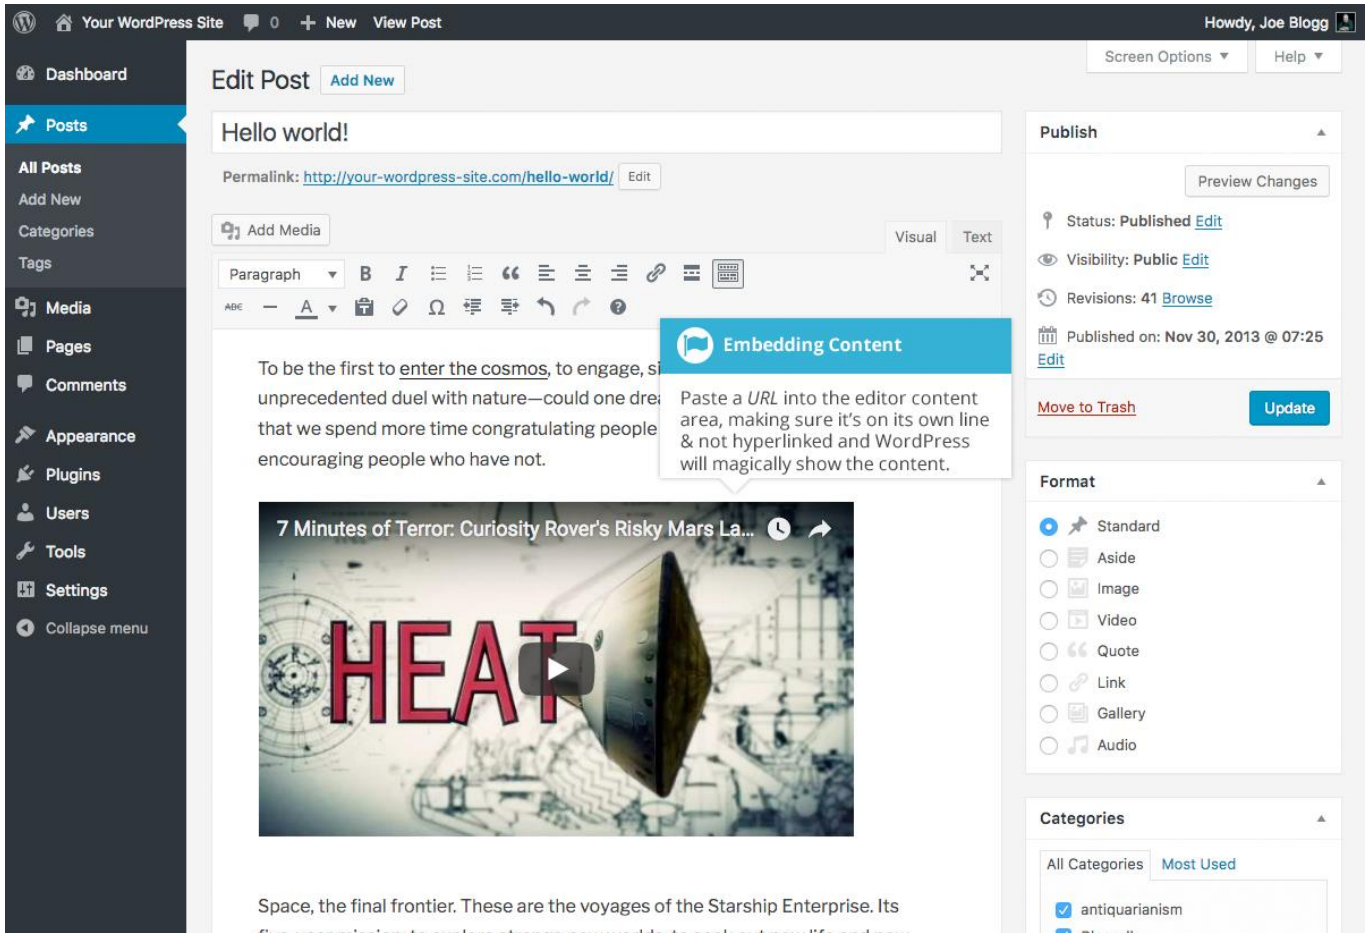 Your WordPress Site 0 + New View Post Howdy, Joe Blogg
Screen Options ▼ Help ▼
Dashboard
Posts
All Posts
Add New
Categories
Tags
Media
Pages
Comments
Appearance
Plugins
Users
Tools
Settings
Collapse menu
Edit Post Add New
Hello world!
Permalink: http://your-wordpress-site.com/hello-world/ Edit
Add Media
Visual Text
Paragraph B I
ABE A Ω
To be the first to enter the cosmos, to engage, si
unprecedented duel with nature—could one drea
that we spend more time congratulating people
encouraging people who have not.
Embedding Content
Paste a URL into the editor content
area, making sure it's on its own line
& not hyperlinked and WordPress
will magically show the content.
7 Minutes of Terror: Curiosity Rover's Risky Mars La...
HEAT
Space, the final frontier. These are the voyages of the Starship Enterprise. Its
Publish
Preview Changes
Status: Published Edit
Visibility: Public Edit
Revisions: 41 Browse
Published on: Nov 30, 2013 @ 07:25
Edit
Move to Trash Update
Format
Standard
Aside
Image
Video
Quote
Link
Gallery
Audio
Categories
All Categories Most Used
antiquarianism